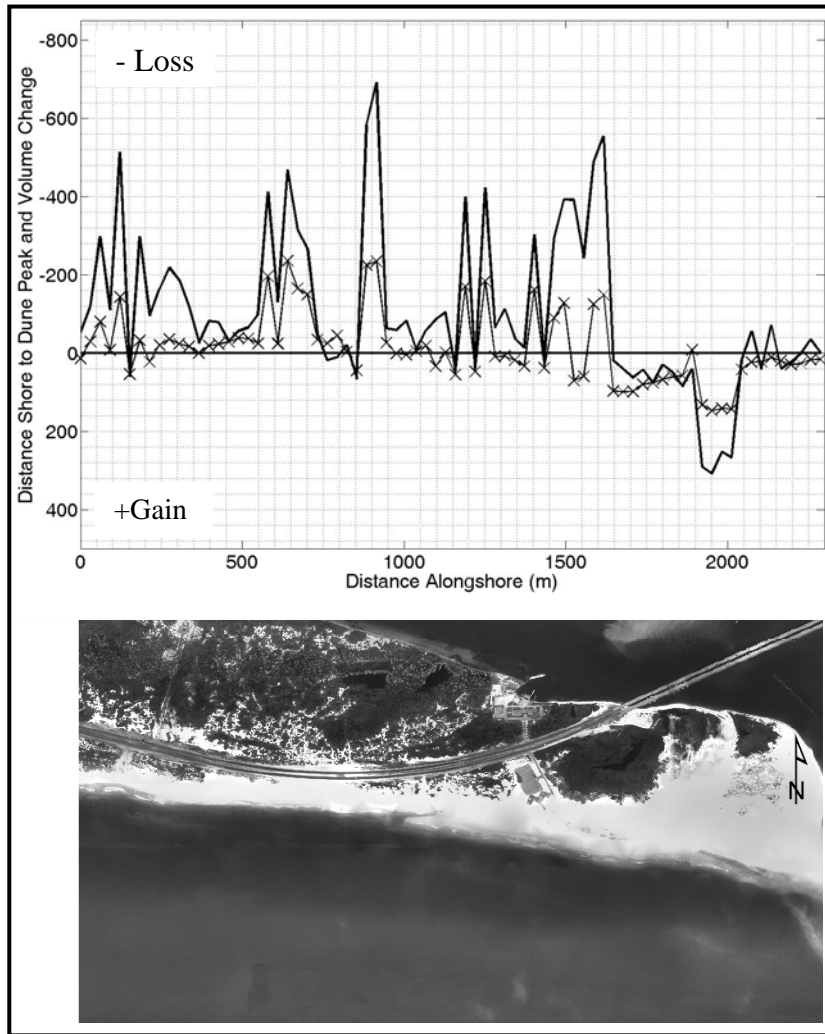 -800
- Loss
-600
-400
-200
0
200
400
+Gain
Distance Shore to Dune Peak and Volume Change
0 500 1000 1500 2000
Distance Alongshore (m)
N